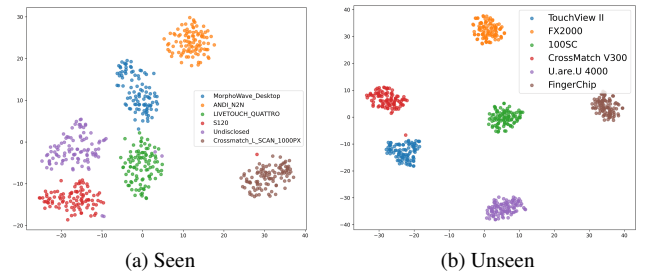 30
20
10
0
−10
−20
−20
−10
0
10
20
30
40
MorphoWave_Desktop
ANDI_N2N
LIVETOUCH_QUATTRO
S120
Undisclosed
Crossmatch_L_SCAN_1000PX
(a) Seen
40
30
20
10
0
−10
−20
−30
−40
−30
−20
−10
0
10
20
30
40
TouchView II
FX2000
100SC
CrossMatch V300
U.are.U 4000
FingerChip
(b) Unseen